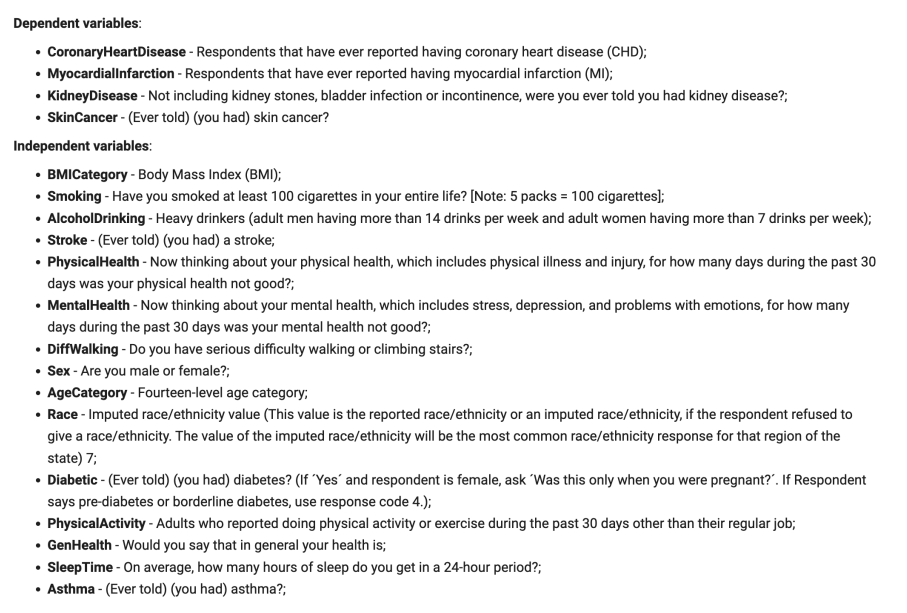 Dependent variables:
• CoronaryHeartDisease - Respondents that have ever reported having coronary heart disease (CHD);
• MyocardialInfarction - Respondents that have ever reported having myocardial infarction (MI);
• KidneyDisease - Not including kidney stones, bladder infection or incontinence, were you ever told you had kidney disease?;
• SkinCancer - (Ever told) (you had) skin cancer?
Independent variables:
• BMICategory - Body Mass Index (BMI);
• Smoking - Have you smoked at least 100 cigarettes in your entire life? [Note: 5 packs = 100 cigarettes];
• AlcoholDrinking - Heavy drinkers (adult men having more than 14 drinks per week and adult women having more than 7 drinks per week);
• Stroke - (Ever told) (you had) a stroke;
• PhysicalHealth - Now thinking about your physical health, which includes physical illness and injury, for how many days during the past 30
days was your physical health not good?;
• MentalHealth - Now thinking about your mental health, which includes stress, depression, and problems with emotions, for how many
days during the past 30 days was your mental health not good?;
• DiffWalking - Do you have serious difficulty walking or climbing stairs?;
• Sex - Are you male or female?;
• AgeCategory - Fourteen-level age category;
• Race - Imputed race/ethnicity value (This value is the reported race/ethnicity or an imputed race/ethnicity, if the respondent refused to
give a race/ethnicity. The value of the imputed race/ethnicity will be the most common race/ethnicity response for that region of the
state) 7;
• Diabetic - (Ever told) (you had) diabetes? (If ´Yes´ and respondent is female, ask ´Was this only when you were pregnant?´. If Respondent
says pre-diabetes or borderline diabetes, use response code 4.);
• PhysicalActivity - Adults who reported doing physical activity or exercise during the past 30 days other than their regular job;
• GenHealth - Would you say that in general your health is;
• SleepTime - On average, how many hours of sleep do you get in a 24-hour period?;
• Asthma - (Ever told) (you had) asthma?;